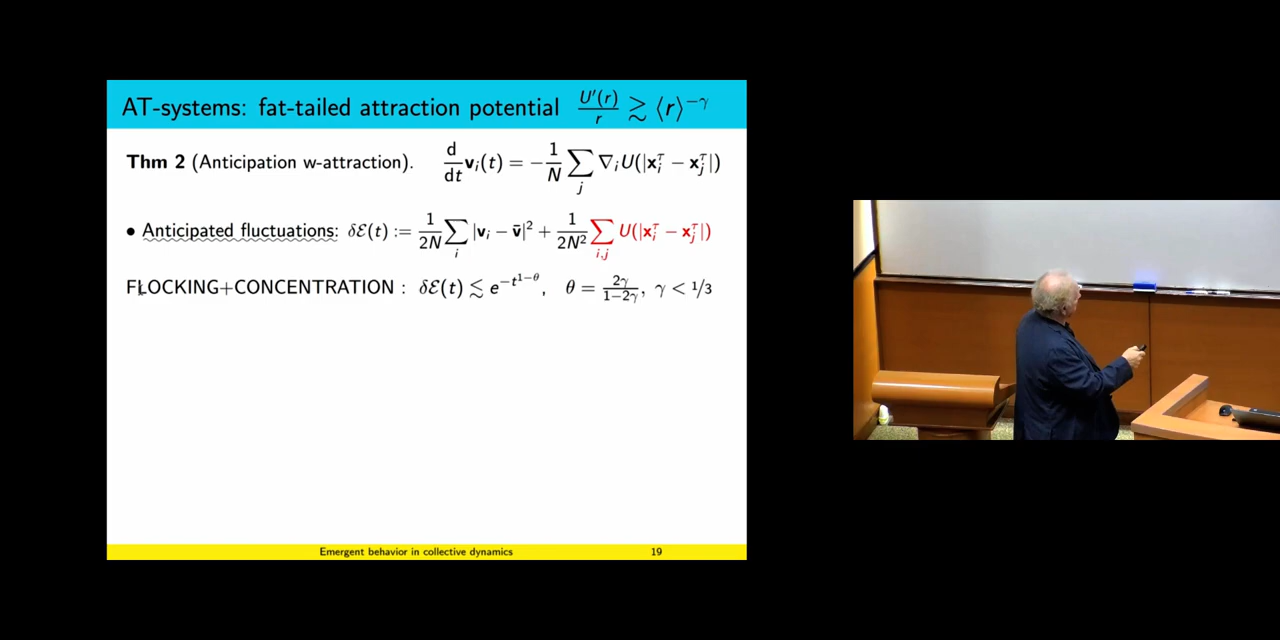 AT-systems: fat-tailed attraction potential U′(r)/r ≳ ⟨r⟩^{−γ}
Thm 2 (Anticipation w-attraction). d/dt v_i(t) = −1/N ∑_j ∇_i U(|x_i^τ − x_j^τ|)
• Anticipated fluctuations: δℰ(t) := 1/2N ∑_i |v_i − v̄|² + 1/2N² ∑_{i,j} U(|x_i^τ − x_j^τ|)
FLOCKING+CONCENTRATION : δℰ(t) ≲ e^{−t^{1−θ}}, θ = 2γ/(1−2γ), γ < 1/3
Emergent behavior in collective dynamics 19